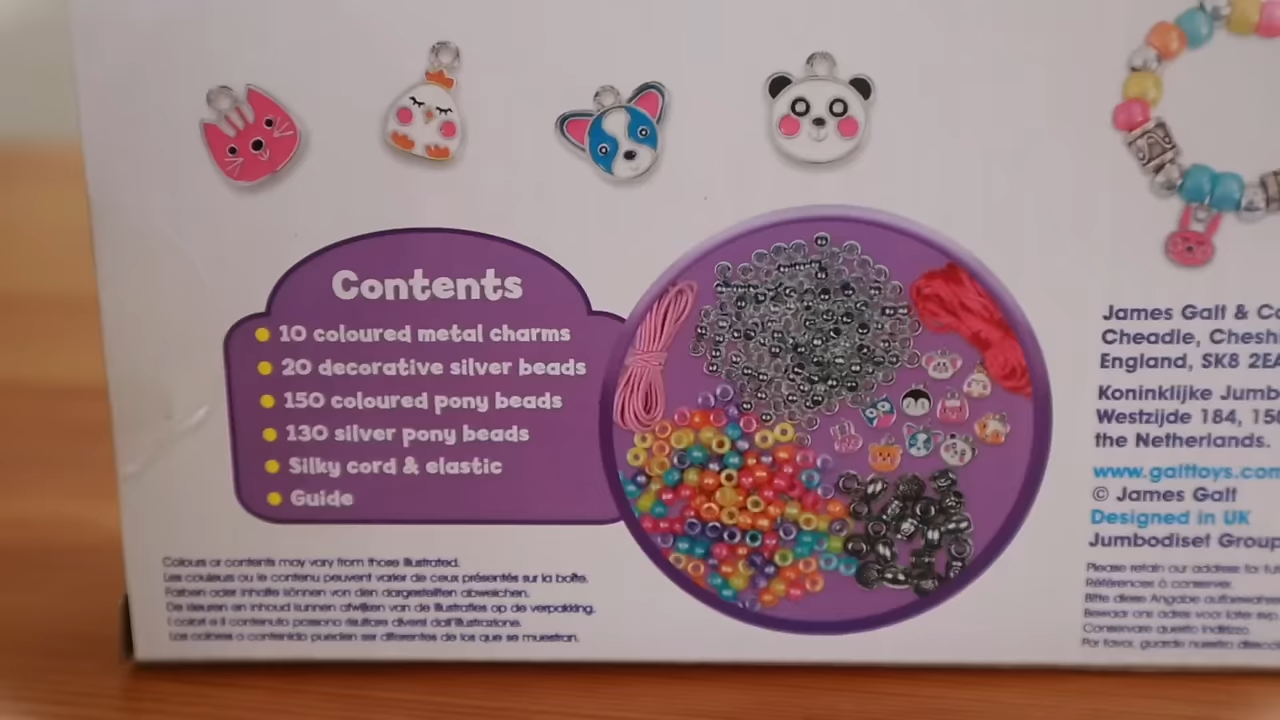 Contents
10 coloured metal charms
20 decorative silver beads
150 coloured pony beads
130 silver pony beads
Silky cord & elastic
Guide
Colours or contents may vary from those illustrated.
Les couleurs ou le contenu peuvent varier de ceux présentés sur la boîte.
Farben oder Inhalte können von den dargestellten abweichen.
De kleuren en inhoud kunnen afwijken van de illustraties op de verpakking.
I colori e il contenuto possono risultare diversi dall'illustrazione.
Los colores o contenido pueden ser diferentes de los que se muestran.
James Galt & Co
Cheadle, Chesh
England, SK8 2EA
Koninklijke Jumb
Westzijde 184, 150
the Netherlands.
www.galttoys.com
© James Galt
Designed in UK
Jumbodiset Group
Please retain our address for fut
Références à conserver.
Bitte diese Angabe aufbewahre
Bewaar ons adres voor later
Conservare questo indirizzo.
Por favor, guarde nuestra